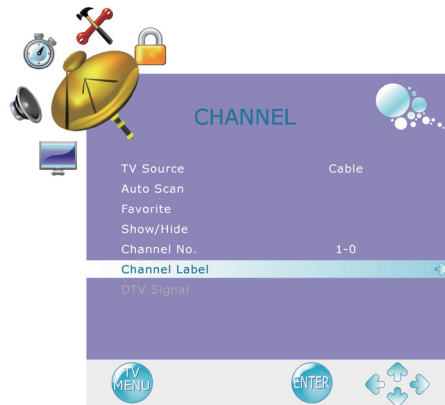 CHANNEL
TV Source Cable
Auto Scan
Favorite
Show/Hide
Channel No. 1-0
Channel Label
DTV Signal
TV
MENU
ENTER